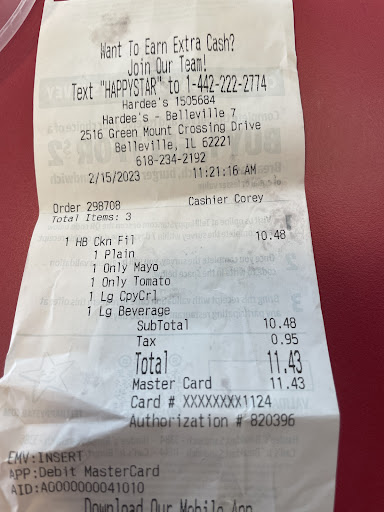 Want To Earn Extra Cash?
Join Our Team!
Text "HAPPYSTAR" to 1-442-222-2774
Hardee's 1505684
Hardee's - Belleville 7
2516 Green Mount Crossing Drive
Belleville, IL 62221
618-234-2192
2/15/2023 11:21:16 AM
Order 298708 Cashier Corey
Total Items: 3
1 HB Ckn Fil 10.48
1 Plain
1 Only Mayo
1 Only Tomato
1 Lg CpyCrl
1 Lg Beverage
SubTotal 10.48
Tax 0.95
Total 11.43
Master Card 11.43
Card # XXXXXXXX1124
Authorization # 820396
EMV:INSERT
APP:Debit MasterCard
AID:A0000000041010
Download Our Mobile App